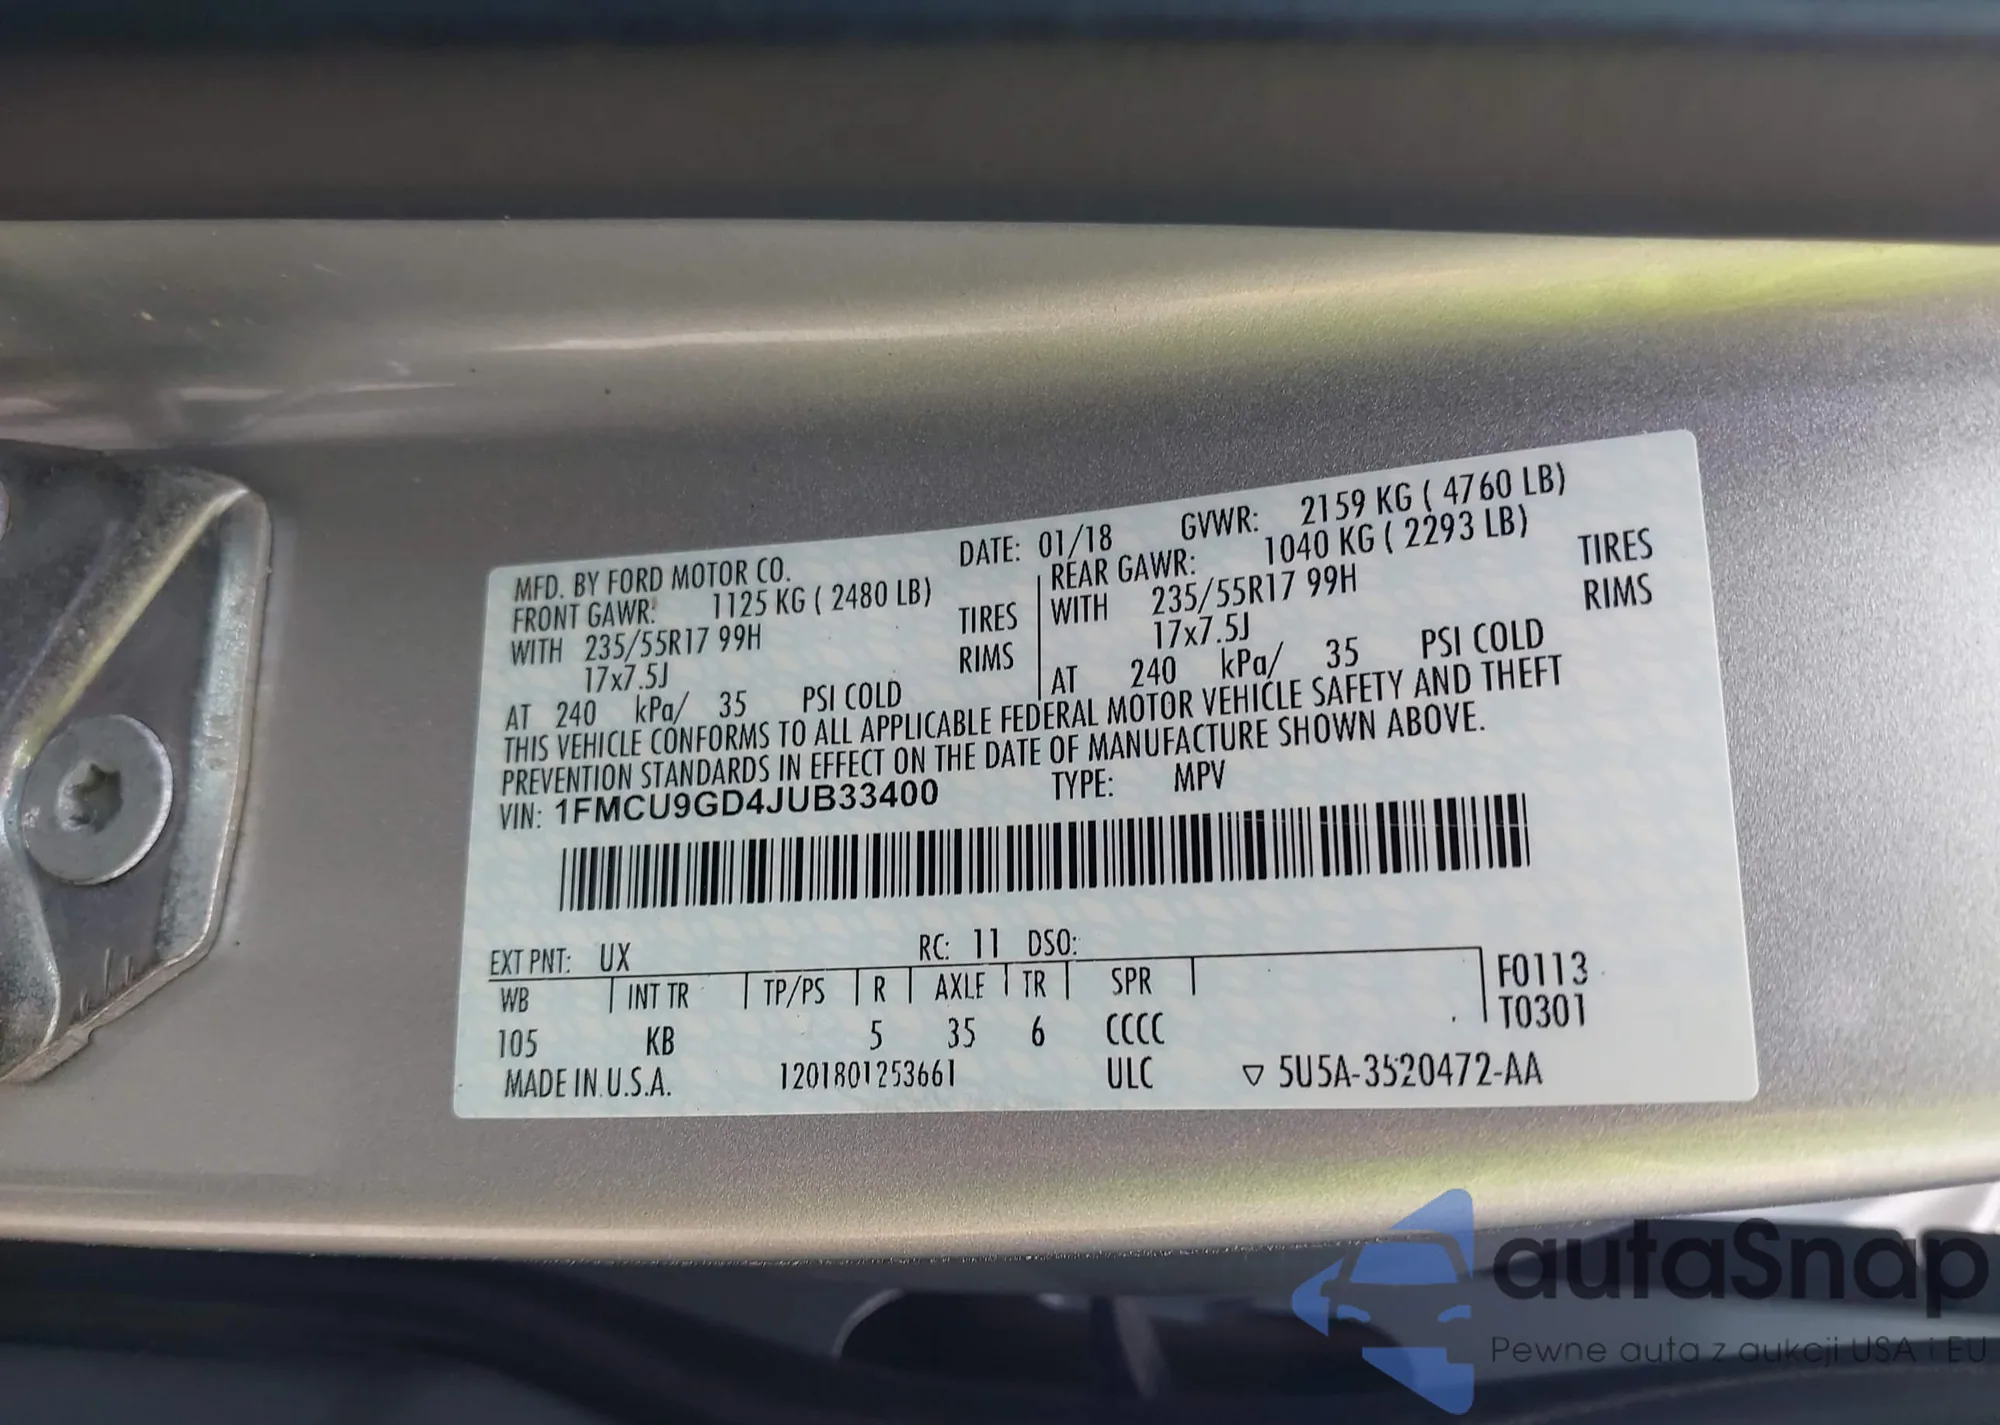 MFD. BY FORD MOTOR CO. DATE: 01/18 GVWR: 2159 KG ( 4760 LB)
FRONT GAWR: 1125 KG ( 2480 LB) REAR GAWR: 1040 KG ( 2293 LB)
WITH 235/55R17 99H TIRES WITH 235/55R17 99H TIRES
17x7.5J RIMS 17x7.5J RIMS
AT 240 kPa/ 35 PSI COLD AT 240 kPa/ 35 PSI COLD
THIS VEHICLE CONFORMS TO ALL APPLICABLE FEDERAL MOTOR VEHICLE SAFETY AND THEFT
PREVENTION STANDARDS IN EFFECT ON THE DATE OF MANUFACTURE SHOWN ABOVE.
VIN: 1FMCU9GD4JUB33400 TYPE: MPV
EXT PNT: UX RC: 11 DSO:
WB INT TR TP/PS R AXLE TR SPR F0113
T0301
105 KB 5 35 6 CCCC
MADE IN U.S.A. 1201801253661 ULC ▽ 5U5A-3520472-AA
autaSnap
Pewne auta z aukcji USA i EU